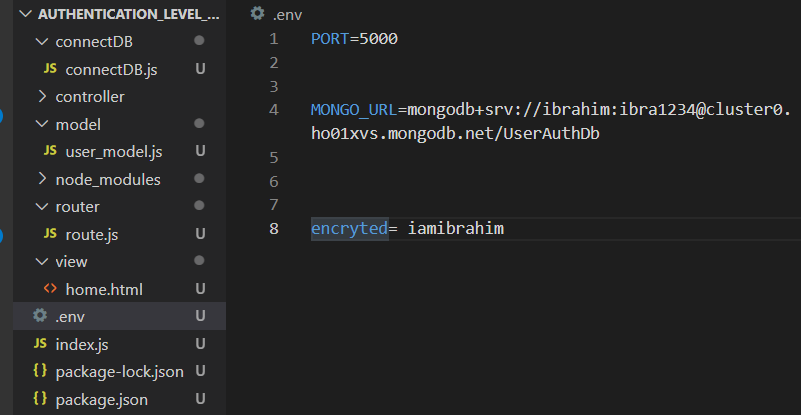 AUTHENTICATION_LEVEL_...
connectDB
JS connectDB.js U
controller
model
JS user_model.js U
node_modules
router
JS route.js U
view
<> home.html U
.env U
JS index.js U
{} package-lock.json U
{} package.json U
.env
1 PORT=5000
2
3
4 MONGO_URL=mongodb+srv://ibrahim:ibra1234@cluster0.
ho01xvs.mongodb.net/UserAuthDb
5
6
7
8 encryted= iamibrahim